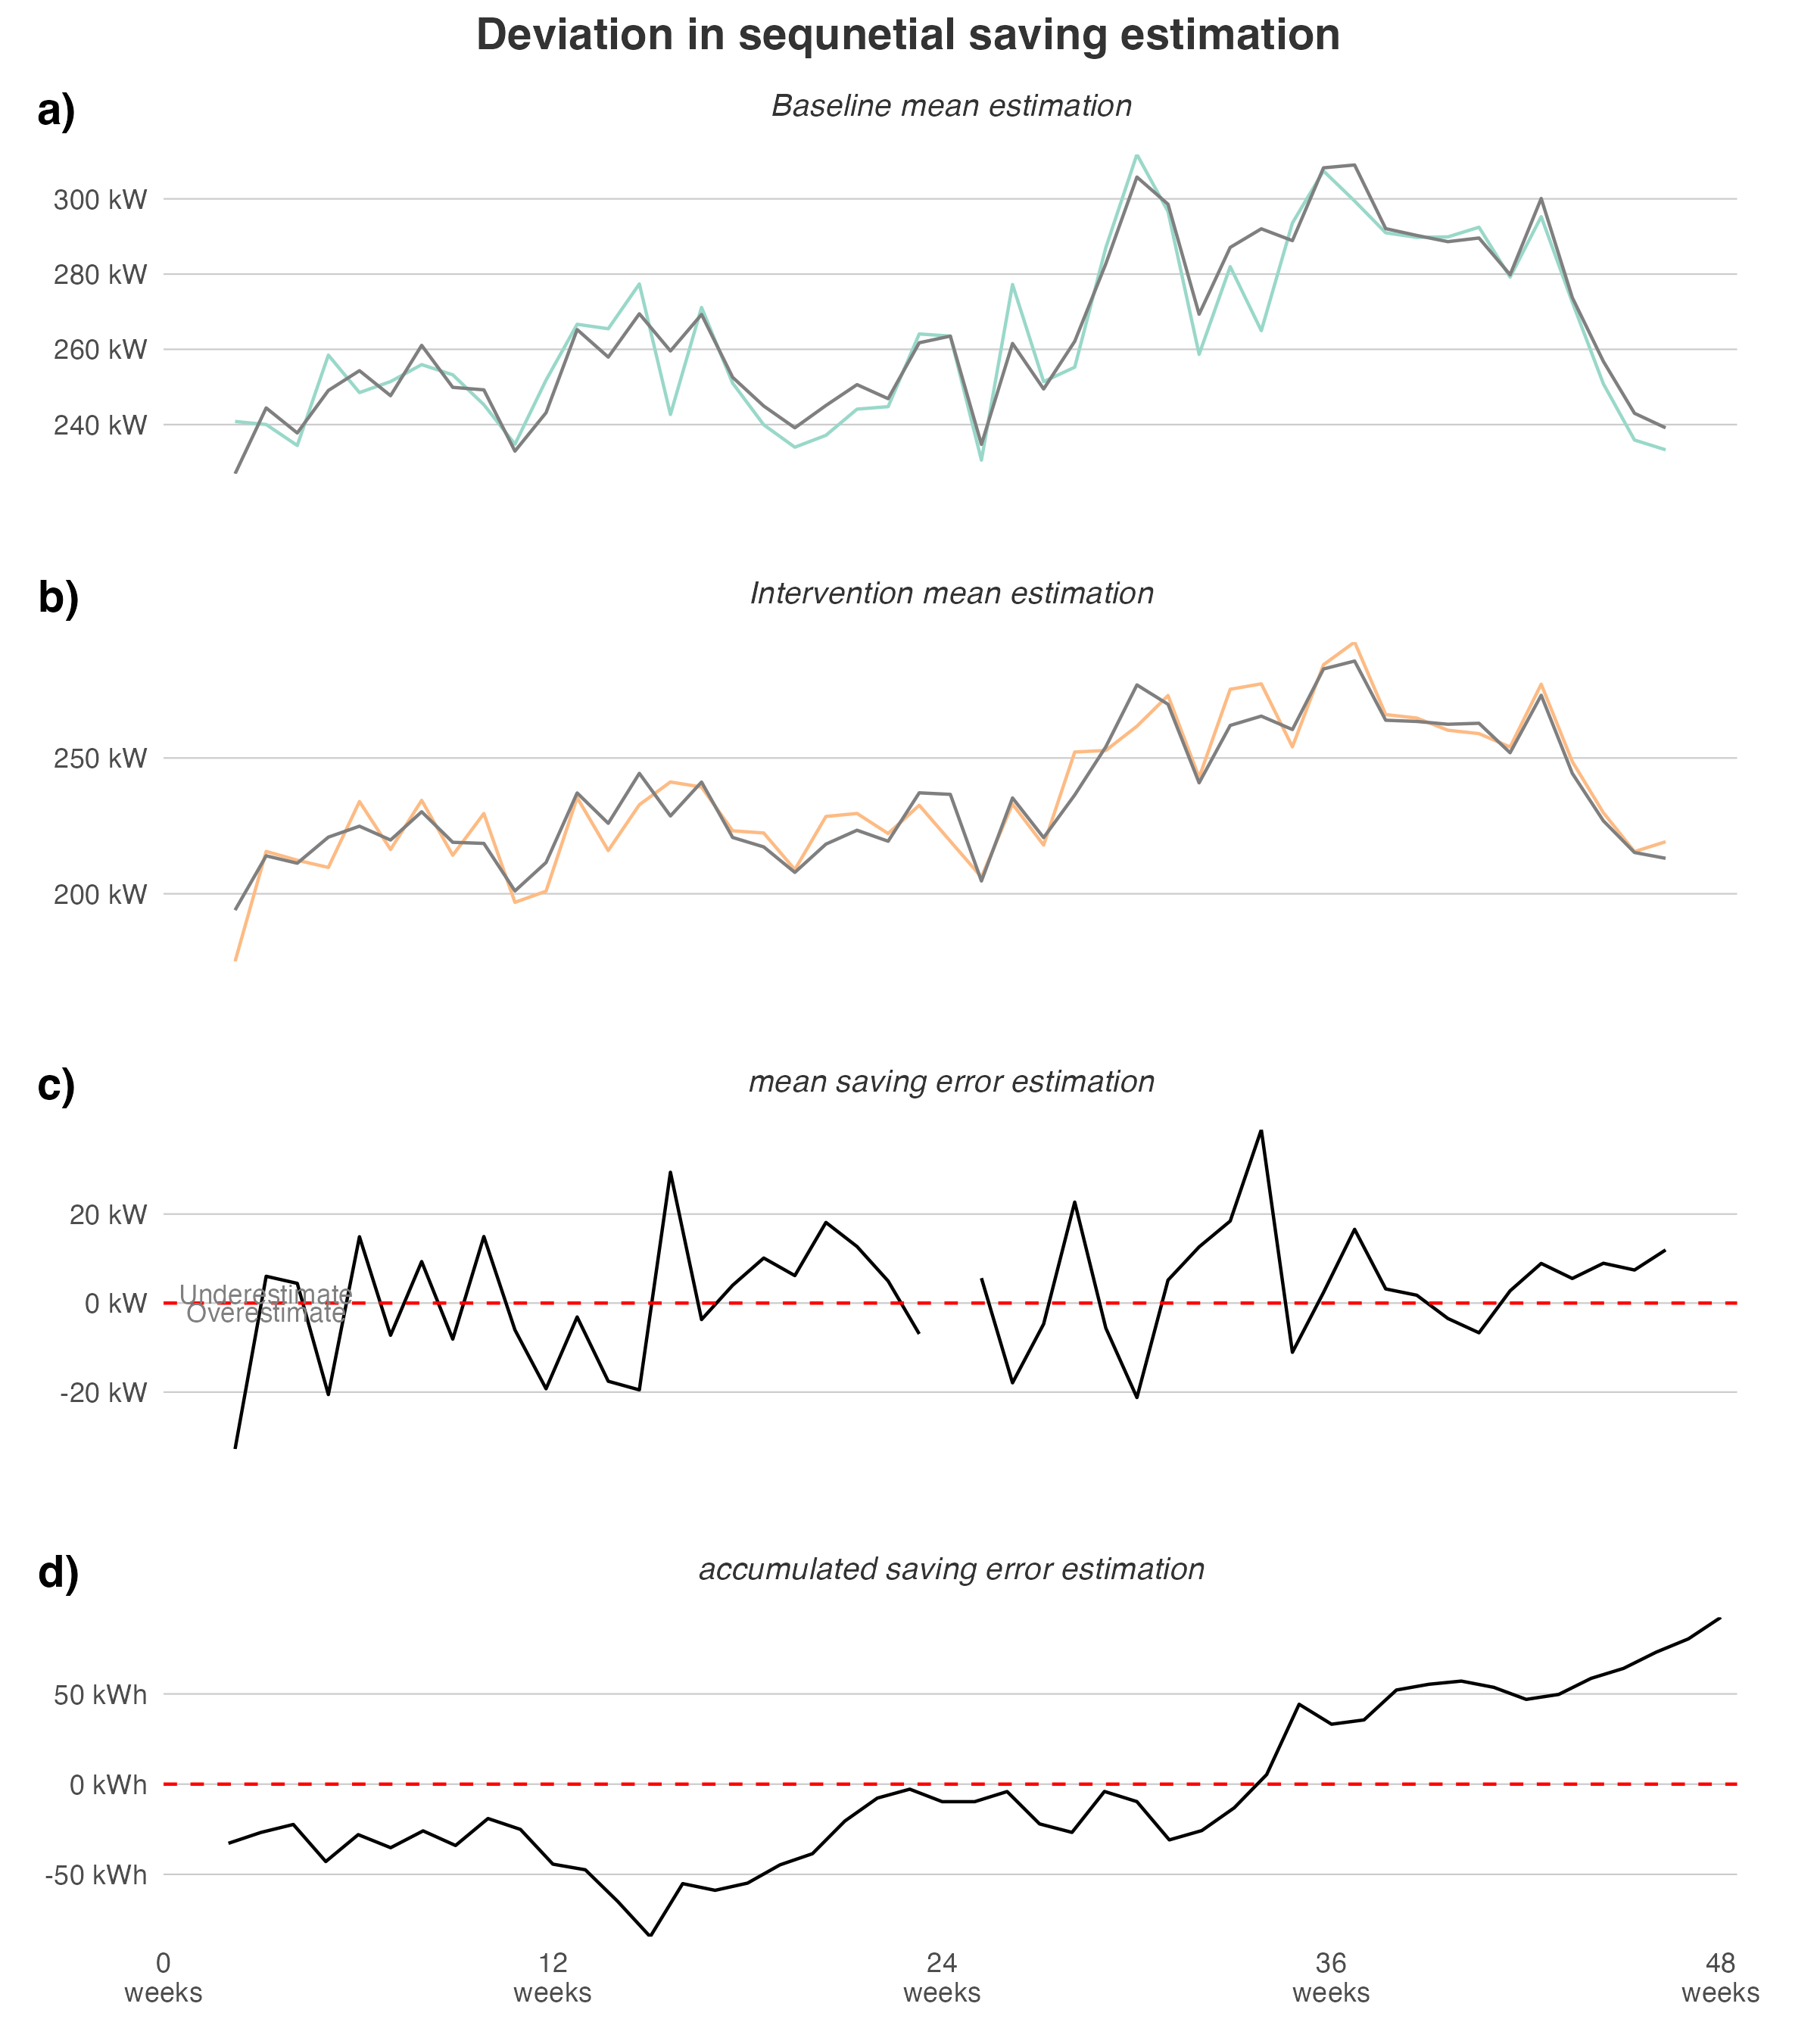 Deviation in sequnetial saving estimation
a)
Baseline mean estimation
300 kW
280 kW
260 kW
240 kW
b)
Intervention mean estimation
250 kW
200 kW
c)
mean saving error estimation
20 kW
Underestimate
0 kW
Overestimate
-20 kW
d)
accumulated saving error estimation
50 kWh
0 kWh
-50 kWh
0 12 24 36 48
weeks weeks weeks weeks weeks